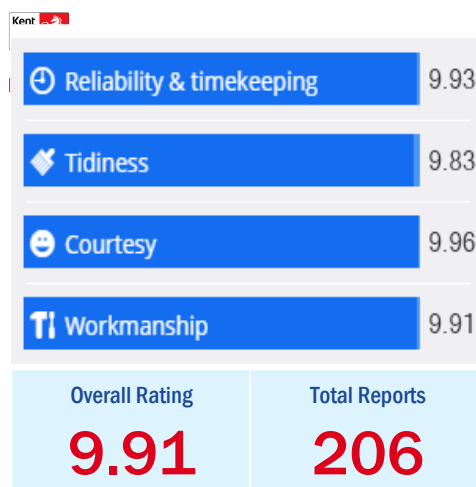 Kent
Reliability & timekeeping 9.93
Tidiness 9.83
Courtesy 9.96
Workmanship 9.91
Overall Rating
9.91
Total Reports
206